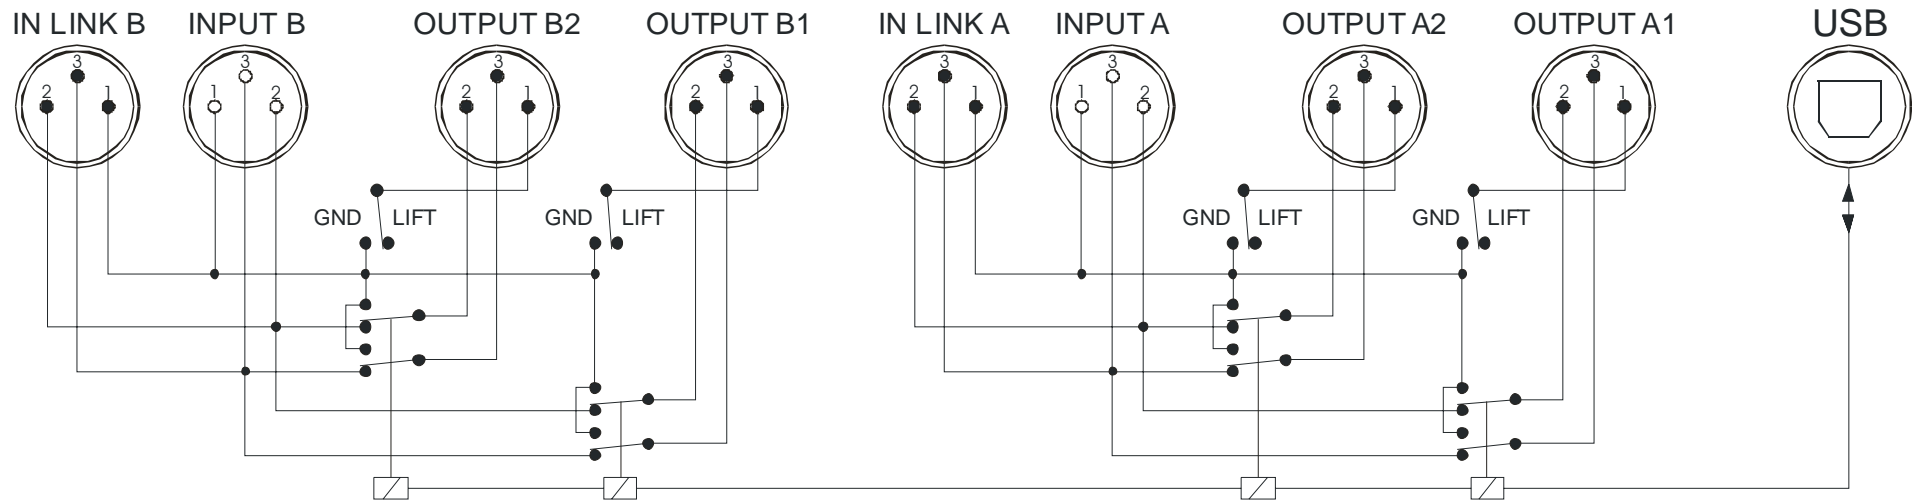 IN LINK B INPUT B OUTPUT B2 OUTPUT B1 IN LINK A INPUT A OUTPUT A2 OUTPUT A1 USB
3 3 3 3 3 3 3 3
2 1 1 2 2 1 2 1 2 1 1 2 2 1 2 1
GND LIFT GND LIFT GND LIFT GND LIFT